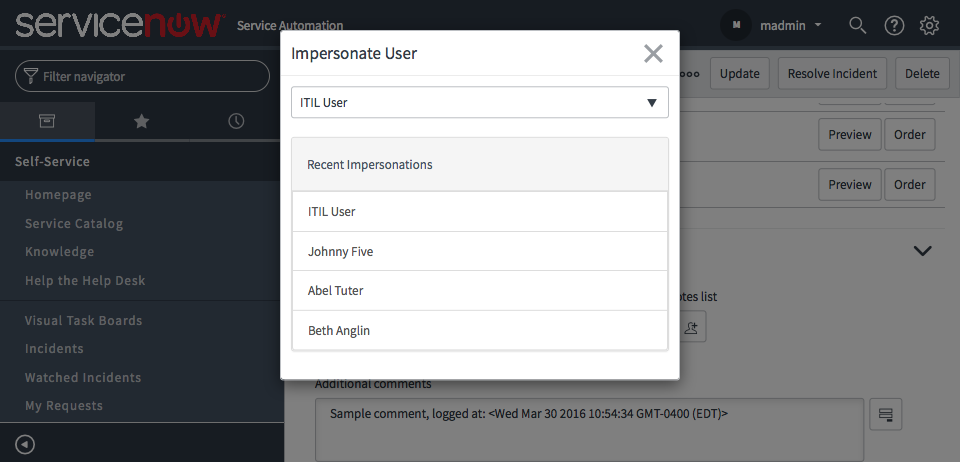 servicenow Service Automation
M madmin
Impersonate User
Filter navigator
Update Resolve Incident Delete
ITIL User
Preview Order
Self-Service
Recent Impersonations
Preview Order
Homepage
ITIL User
Service Catalog
Knowledge
Johnny Five
Help the Help Desk
Abel Tuter
Visual Task Boards
Beth Anglin
Incidents
Watched Incidents
Additional comments
My Requests
Sample comment, logged at: <Wed Mar 30 2016 10:54:34 GMT-0400 (EDT)>